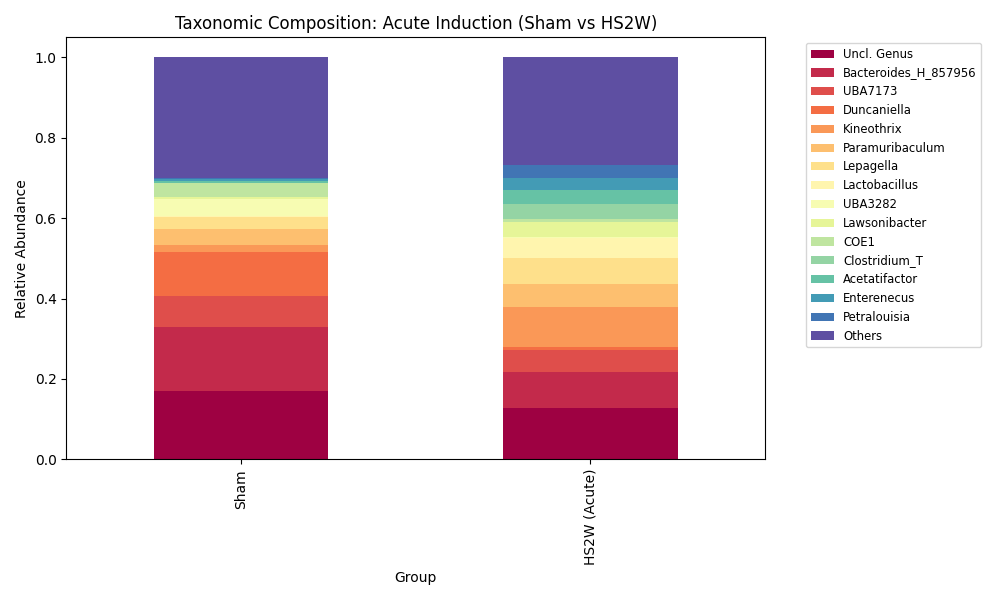 Taxonomic Composition: Acute Induction (Sham vs HS2W)
Relative Abundance
1.0
0.8
0.6
0.4
0.2
0.0
Sham
HS2W (Acute)
Group
Uncl. Genus
Bacteroides_H_857956
UBA7173
Duncaniella
Kineothrix
Paramuribaculum
Lepagella
Lactobacillus
UBA3282
Lawsonibacter
COE1
Clostridium_T
Acetatifactor
Enterenecus
Petralouisia
Others